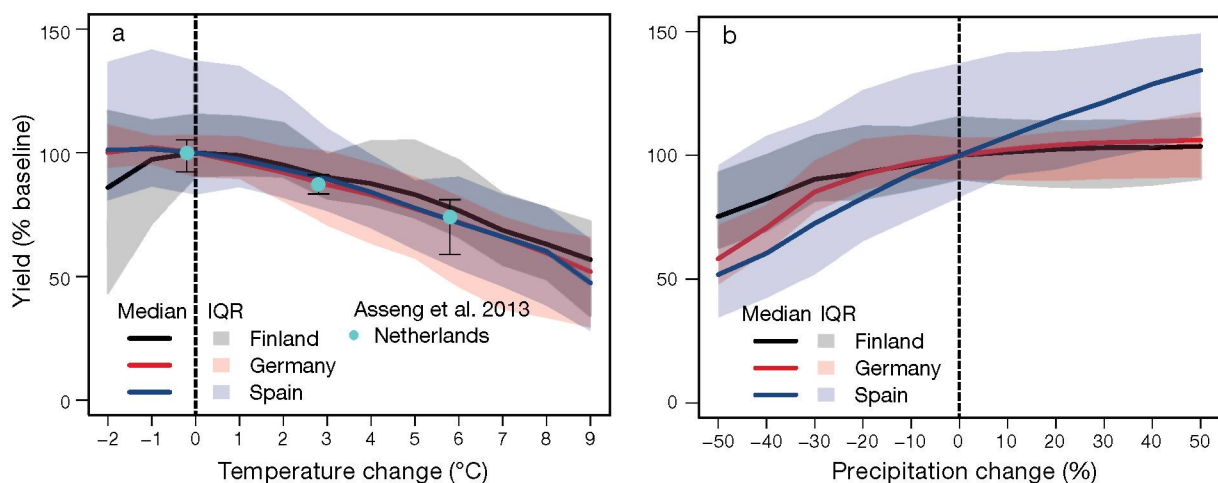 a
150
100
50
0
Yield (% baseline)
Median IQR
Finland
Germany
Spain
Asseng et al. 2013
Netherlands
−2 −1 0 1 2 3 4 5 6 7 8 9
Temperature change (°C)
b
150
100
50
0
Median IQR
Finland
Germany
Spain
−50 −40 −30 −20 −10 0 10 20 30 40 50
Precipitation change (%)